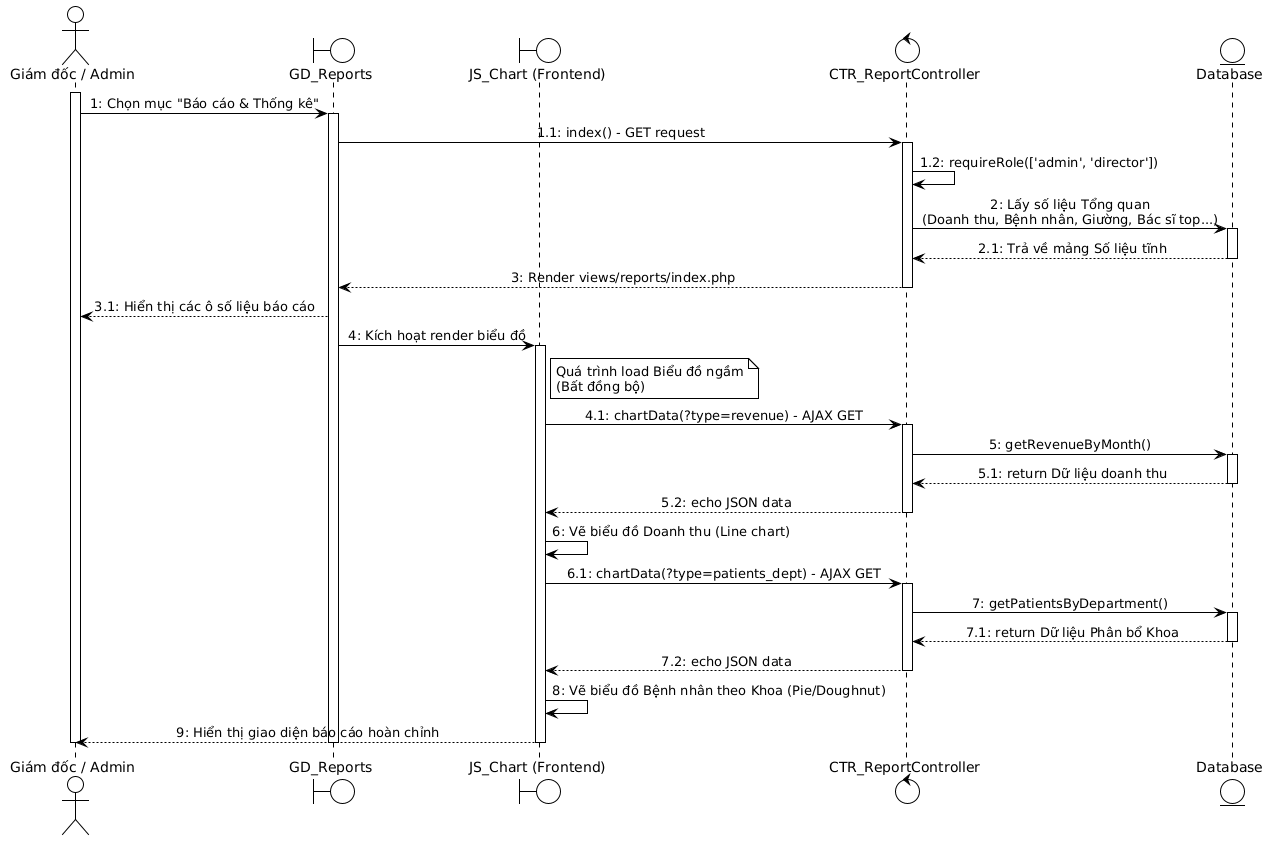 Giám đốc / Admin
GD_Reports
JS_Chart (Frontend)
CTR_ReportController
Database
1: Chọn mục "Báo cáo & Thống kê"
1.1: index() - GET request
1.2: requireRole(['admin', 'director'])
2: Lấy số liệu Tổng quan
(Doanh thu, Bệnh nhân, Giường, Bác sĩ top...)
2.1: Trả về mảng Số liệu tĩnh
3: Render views/reports/index.php
3.1: Hiển thị các ô số liệu báo cáo
4: Kích hoạt render biểu đồ
Quá trình load Biểu đồ ngầm
(Bất đồng bộ)
4.1: chartData(?type=revenue) - AJAX GET
5: getRevenueByMonth()
5.1: return Dữ liệu doanh thu
5.2: echo JSON data
6: Vẽ biểu đồ Doanh thu (Line chart)
6.1: chartData(?type=patients_dept) - AJAX GET
7: getPatientsByDepartment()
7.1: return Dữ liệu Phân bổ Khoa
7.2: echo JSON data
8: Vẽ biểu đồ Bệnh nhân theo Khoa (Pie/Doughnut)
9: Hiển thị giao diện báo cáo hoàn chỉnh
Giám đốc / Admin
GD_Reports
JS_Chart (Frontend)
CTR_ReportController
Database